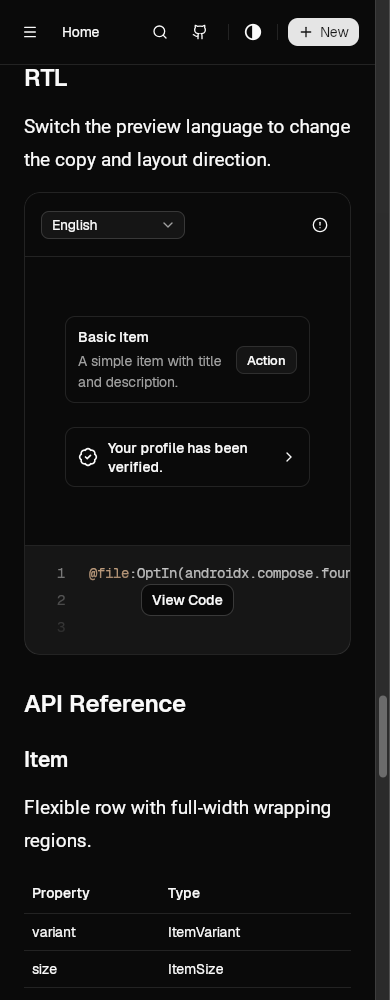 Home
New
RTL
Switch the preview language to change
the copy and layout direction.
English
Basic Item
A simple item with title
and description.
Action
Your profile has been
verified.
1 @file:OptIn(androidx.compose.four
2
View Code
3
API Reference
Item
Flexible row with full-width wrapping
regions.
Property Type
variant ItemVariant
size ItemSize